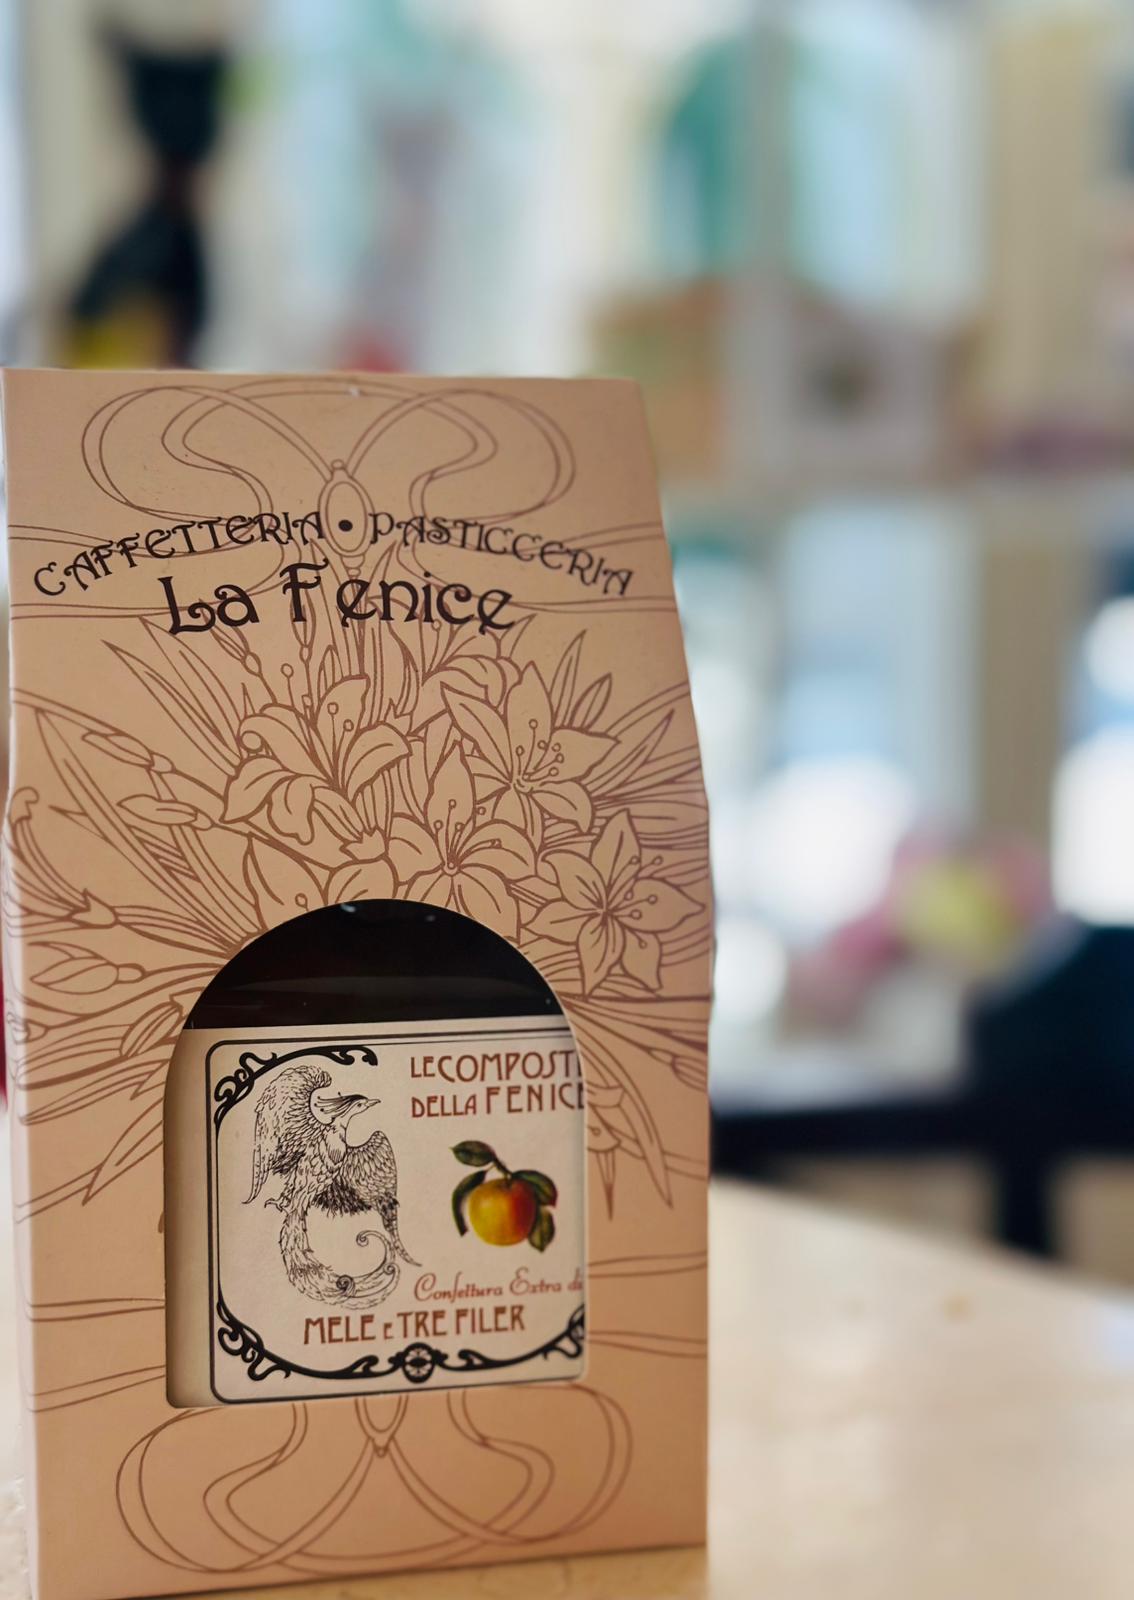 CAFFETTERIA • PASTICCERIA
La Fenice
LE COMPOSTE
DELLA FENICE
Confettura Extra di
MELE E TRE FILER